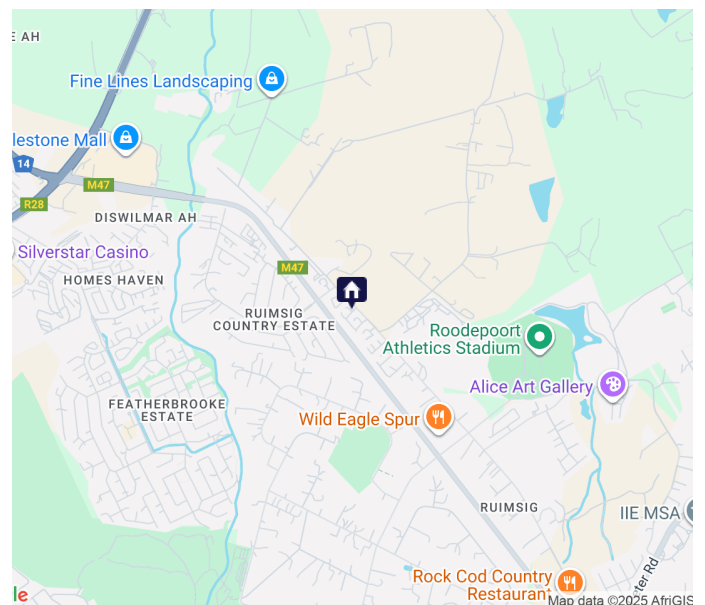 E AH
Fine Lines Landscaping
lestone Mall
14
M47
R28
DISWILMAR AH
Silverstar Casino
HOMES HAVEN
M47
RUIMSIG
COUNTRY ESTATE
Roodepoort
Athletics Stadium
Alice Art Gallery
FEATHERBROOKE
ESTATE
Wild Eagle Spur
RUIMSIG
IIE MSA
Rock Cod Country
Restaurant
ter Rd
le
Map data ©2025 AfriGIS